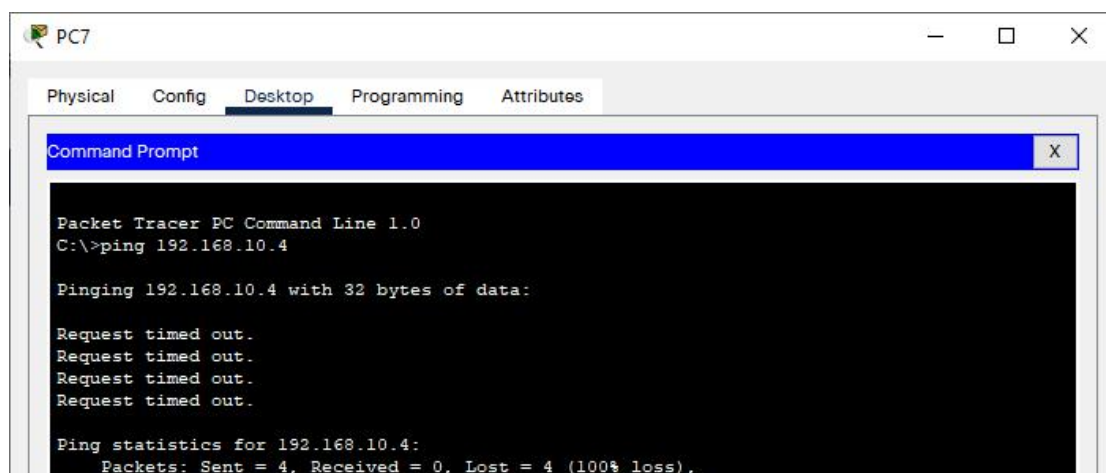 PC7
Physical Config Desktop Programming Attributes
Command Prompt
X
Packet Tracer PC Command Line 1.0
C:\>ping 192.168.10.4
Pinging 192.168.10.4 with 32 bytes of data:
Request timed out.
Request timed out.
Request timed out.
Request timed out.
Ping statistics for 192.168.10.4:
Packets: Sent = 4, Received = 0, Lost = 4 (100% loss),